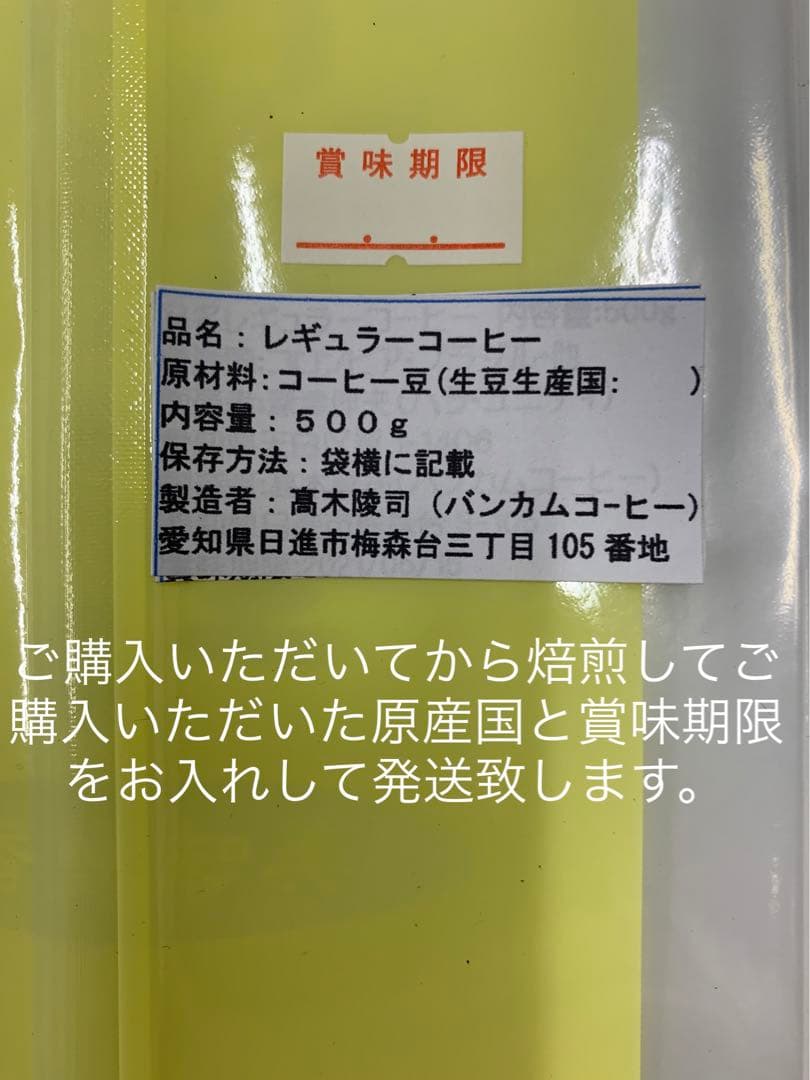 賞味期限
品名：レギュラーコーヒー
原材料:コーヒー豆(生豆生産国:　　)
内容量：５００ｇ
保存方法：袋横に記載
製造者：髙木陵司（バンカムコｰヒー）
愛知県日進市梅森台三丁目105番地
ご購入いただいてから焙煎してご
購入いただいた原産国と賞味期限
をお入れして発送致します。